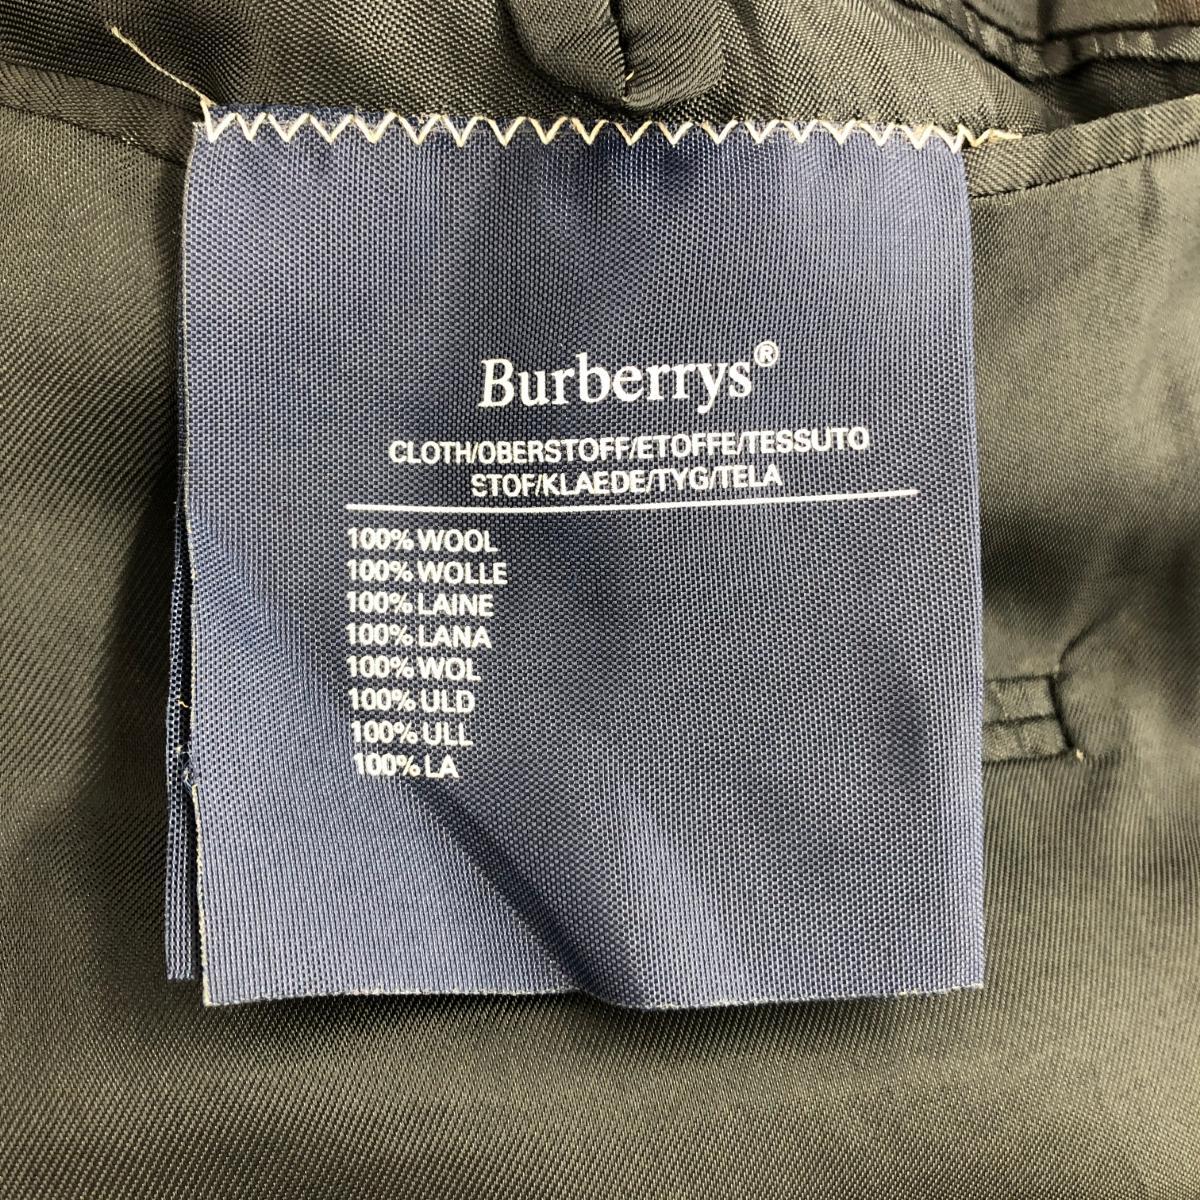 Burberrys®
CLOTH/OBERSTOFF/ETOFFE/TESSUTO
STOF/KLAEDE/TYG/TELA
100% WOOL
100% WOLLE
100% LAINE
100% LANA
100% WOL
100% ULD
100% ULL
100% LA